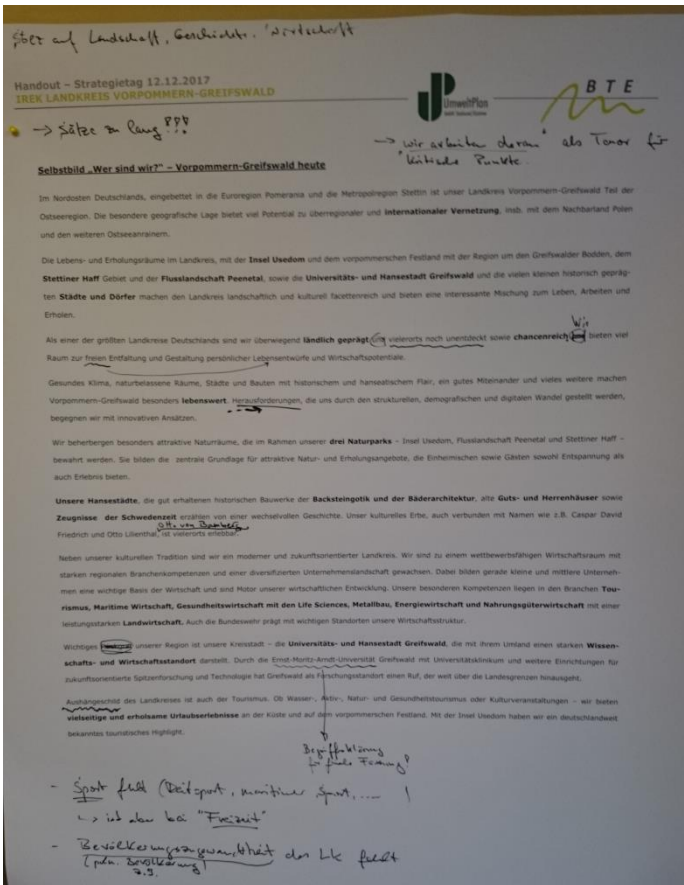 auf Landschaft, Geschichte, Wirtschaft
Handout – Strategietag 12.12.2017
IREK LANDKREIS VORPOMMERN-GREIFSWALD
UmweltPlan
BTE
→ Sätze zu lang !!!
→ "wir arbeiten daran" als Tenor für
"kritische Punkte"
Selbstbild „Wer sind wir?" – Vorpommern-Greifswald heute
Im Nordosten Deutschlands, eingebettet in die Euroregion Pomerania und die Metropolregion Stettin ist unser Landkreis Vorpommern-Greifswald Teil der
Ostseeregion. Die besondere geografische Lage bietet viel Potential zu überregionaler und internationaler Vernetzung, insb. mit dem Nachbarland Polen
und den weiteren Ostseeanrainern.
Die Lebens- und Erholungsräume im Landkreis, mit der Insel Usedom und dem vorpommerschen Festland mit der Region um den Greifswalder Bodden, dem
Stettiner Haff Gebiet und der Flusslandschaft Peenetal, sowie die Universitäts- und Hansestadt Greifswald und die vielen kleinen historisch gepräg-
ten Städte und Dörfer machen den Landkreis landschaftlich und kulturell facettenreich und bieten eine interessante Mischung zum Leben, Arbeiten und
Erholen.
Wir
Als einer der größten Landkreise Deutschlands sind wir überwiegend ländlich geprägt und vielerorts noch unentdeckt sowie chancenreich bieten viel
Raum zur freien Entfaltung und Gestaltung persönlicher Lebensentwürfe und Wirtschaftspotentiale.
Gesundes Klima, naturbelassene Räume, Städte und Bauten mit historischem und hanseatischem Flair, ein gutes Miteinander und vieles weitere machen
Vorpommern-Greifswald besonders lebenswert. Herausforderungen, die uns durch den strukturellen, demografischen und digitalen Wandel gestellt werden,
begegnen wir mit innovativen Ansätzen.
Wir beherbergen besonders attraktive Naturräume, die im Rahmen unserer drei Naturparks – Insel Usedom, Flusslandschaft Peenetal und Stettiner Haff –
bewahrt werden. Sie bilden die zentrale Grundlage für attraktive Natur- und Erholungsangebote, die Einheimischen sowie Gästen sowohl Entspannung als
auch Erlebnis bieten.
Unsere Hansestädte, die gut erhaltenen historischen Bauwerke der Backsteingotik und der Bäderarchitektur, alte Guts- und Herrenhäuser sowie
Zeugnisse der Schwedenzeit erzählen von einer wechselvollen Geschichte. Unser kulturelles Erbe, auch verbunden mit Namen wie z.B. Caspar David
Otto von Bamberg
Friedrich und Otto Lilienthal, ist vielerorts erlebbar.
Neben unserer kulturellen Tradition sind wir ein moderner und zukunftsorientierter Landkreis. Wir sind zu einem wettbewerbsfähigen Wirtschaftsraum mit
starken regionalen Branchenkompetenzen und einer diversifizierten Unternehmenslandschaft gewachsen. Dabei bilden gerade kleine und mittlere Unterneh-
men eine wichtige Basis der Wirtschaft und sind Motor unserer wirtschaftlichen Entwicklung. Unsere besonderen Kompetenzen liegen in den Branchen Tou-
rismus, Maritime Wirtschaft, Gesundheitswirtschaft mit den Life Sciences, Metallbau, Energiewirtschaft und Nahrungsgüterwirtschaft mit einer
leistungsstarken Landwirtschaft. Auch die Bundeswehr prägt mit wichtigen Standorten unsere Wirtschaftsstruktur.
Wichtiges unserer Region ist unsere Kreisstadt – die Universitäts- und Hansestadt Greifswald, die mit ihrem Umland einen starken Wissen-
schafts- und Wirtschaftsstandort darstellt. Durch die Ernst-Moritz-Arndt-Universität Greifswald mit Universitätsklinikum und weitere Einrichtungen für
zukunftsorientierte Spitzenforschung und Technologie hat Greifswald als Forschungsstandort einen Ruf, der weit über die Landesgrenzen hinausgeht.
Aushängeschild des Landkreises ist auch der Tourismus. Ob Wasser-, Aktiv-, Natur- und Gesundheitstourismus oder Kulturveranstaltungen – wir bieten
vielseitige und erholsame Urlaubserlebnisse an der Küste und auf dem vorpommerschen Festland. Mit der Insel Usedom haben wir ein deutschlandweit
bekanntes touristisches Highlight.
Begriffsklärung
- Sport fehlt (Reitsport, maritimer Sport, .... !
↳ ist aber bei "Freizeit"
- Bevölkerungszugewandtheit des LK fehlt